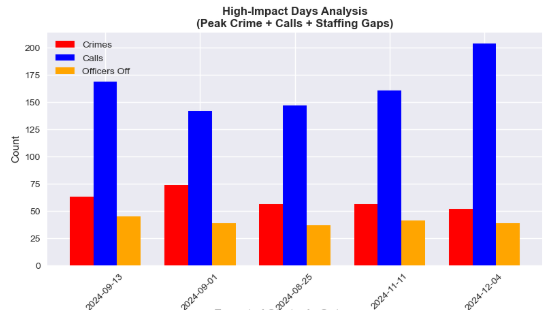 High-Impact Days Analysis
(Peak Crime + Calls + Staffing Gaps)
Crimes
Calls
Officers Off
Count
200
175
150
125
100
75
50
25
0
2024-09-13
2024-09-01
2024-08-25
2024-11-11
2024-12-04